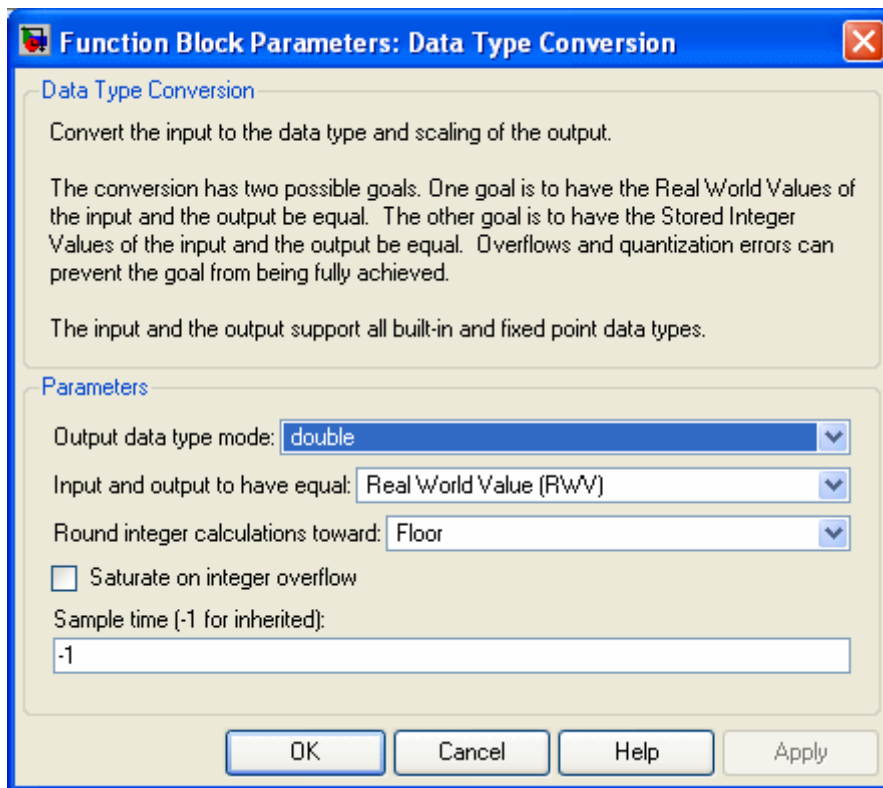 Function Block Parameters: Data Type Conversion
Data Type Conversion
Convert the input to the data type and scaling of the output.
The conversion has two possible goals. One goal is to have the Real World Values of
the input and the output be equal.  The other goal is to have the Stored Integer
Values of the input and the output be equal.  Overflows and quantization errors can
prevent the goal from being fully achieved.
The input and the output support all built-in and fixed point data types.
Parameters
Output data type mode: double
Input and output to have equal: Real World Value (RWV)
Round integer calculations toward: Floor
Saturate on integer overflow
Sample time (-1 for inherited):
-1
OK Cancel Help Apply